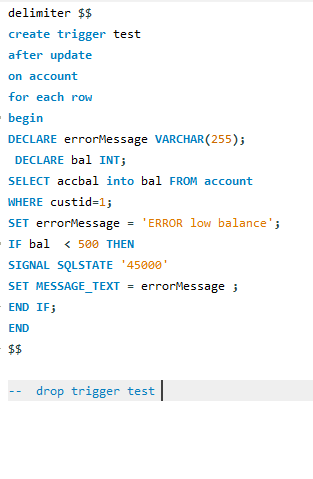 delimiter $$
create trigger test
after update
on account
for each row
begin
DECLARE errorMessage VARCHAR(255);
DECLARE bal INT;
SELECT accbal into bal FROM account
WHERE custid=1;
SET errorMessage = 'ERROR low balance';
IF bal  < 500 THEN
SIGNAL SQLSTATE '45000'
SET MESSAGE_TEXT = errorMessage ;
END IF;
END
$$
--  drop trigger test